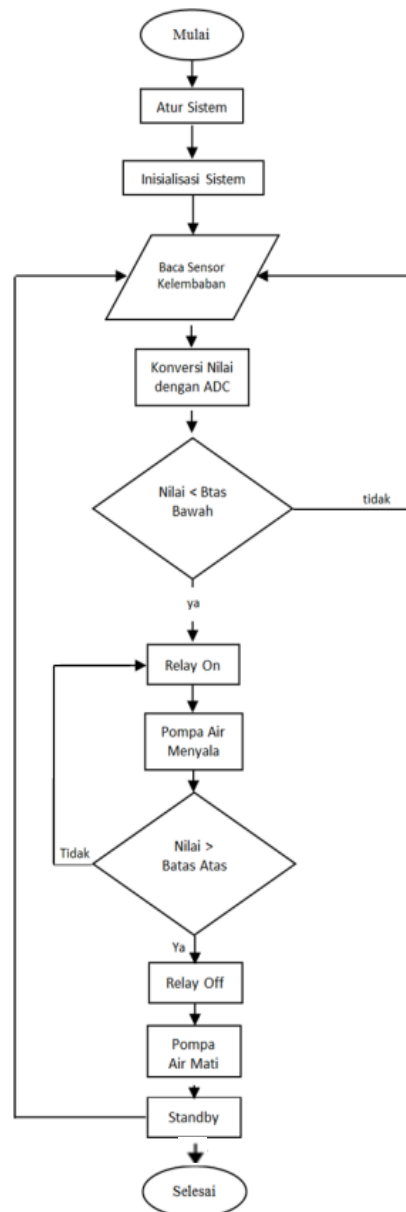 Mulai
Atur Sistem
Inisialisasi Sistem
Baca Sensor
Kelembaban
Konversi Nilai
dengan ADC
Nilai < Btas
Bawah
tidak
ya
Relay On
Pompa Air
Menyala
Nilai >
Batas Atas
Tidak
Ya
Relay Off
Pompa
Air Mati
Standby
Selesai